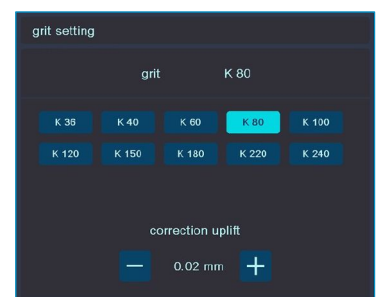 grit setting
grit K 80
K 36 K 40 K 60 K 80 K 100
K 120 K 150 K 180 K 220 K 240
correction uplift
— 0.02 mm +